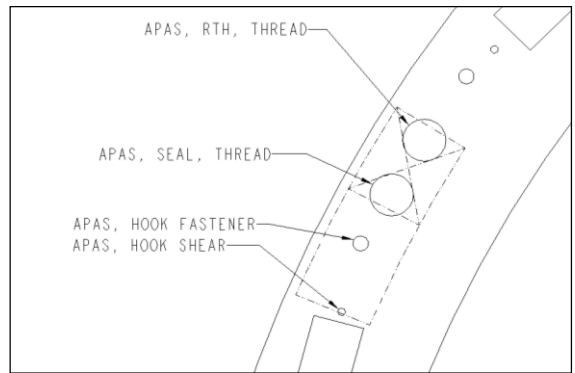 APAS, RTH, THREAD
APAS, SEAL, THREAD
APAS, HOOK FASTENER
APAS, HOOK SHEAR